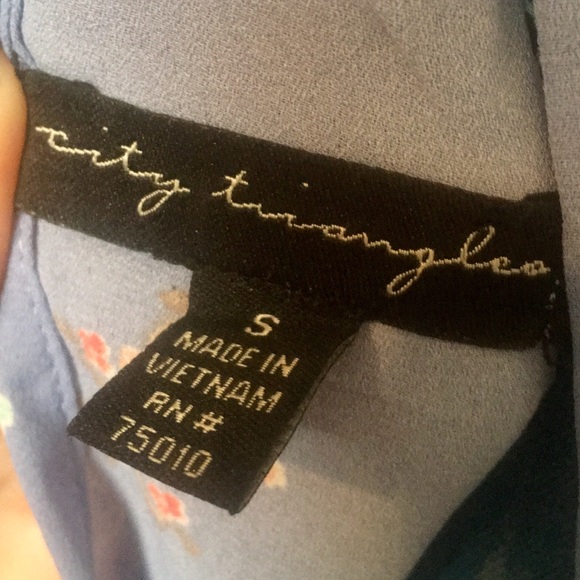 city triangles
S
MADE IN
VIETNAM
RN #
75010